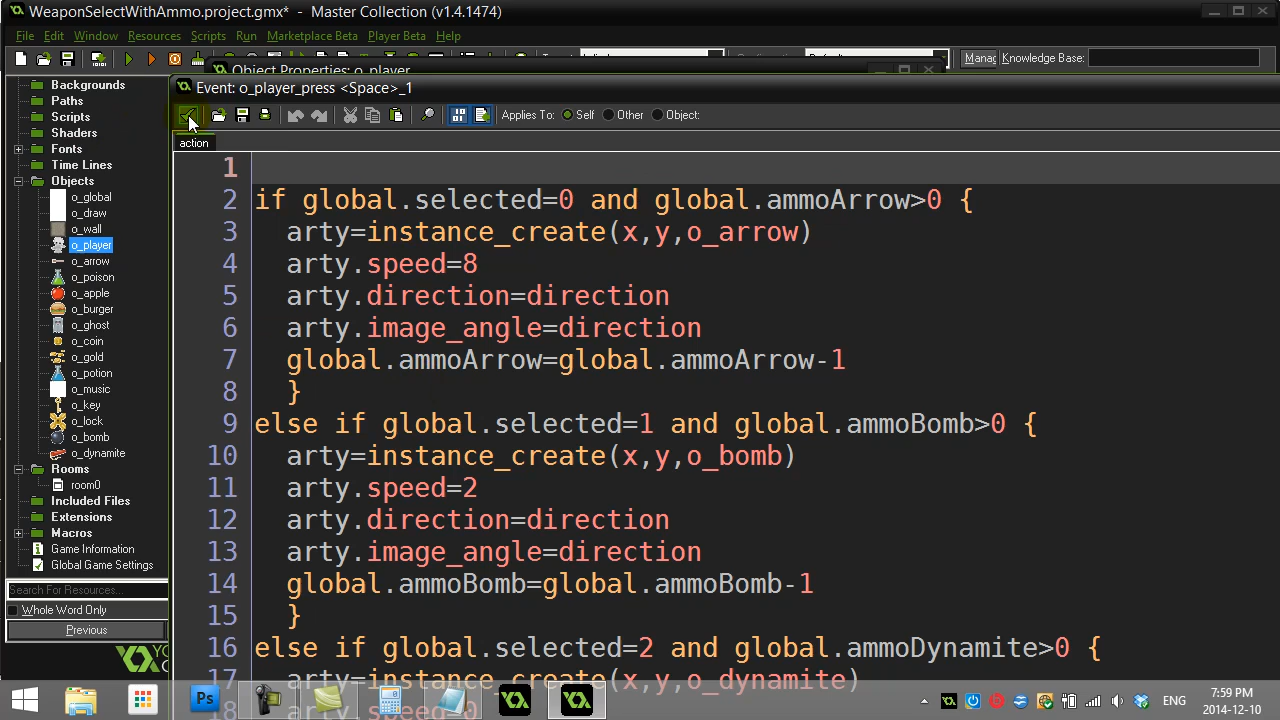 WeaponSelectWithAmmo.project.gmx* - Master Collection (v1.4.1474)
File Edit Window Resources Scripts Run Marketplace Beta Player Beta Help
Manag Knowledge Base:
Object Properties: o_player
Backgrounds
Paths
Scripts
Shaders
Fonts
Time Lines
Objects
o_global
o_draw
o_wall
o_player
o_arrow
o_poison
o_apple
o_burger
o_ghost
o_coin
o_gold
o_potion
o_music
o_key
o_lock
o_bomb
o_dynamite
Rooms
room0
Included Files
Extensions
Macros
Game Information
Global Game Settings
Search For Resources...
Whole Word Only
Previous
Event: o_player_press <Space>_1
Applies To: Self Other Object:
action
1
2 if global.selected=0 and global.ammoArrow>0 {
3 arty=instance_create(x,y,o_arrow)
4 arty.speed=8
5 arty.direction=direction
6 arty.image_angle=direction
7 global.ammoArrow=global.ammoArrow-1
8 }
9 else if global.selected=1 and global.ammoBomb>0 {
10 arty=instance_create(x,y,o_bomb)
11 arty.speed=2
12 arty.direction=direction
13 arty.image_angle=direction
14 global.ammoBomb=global.ammoBomb-1
15 }
16 else if global.selected=2 and global.ammoDynamite>0 {
17 arty=instance_create(x,y,o_dynamite)
18 arty.speed=0
Ps
ENG
7:59 PM
2014-12-10